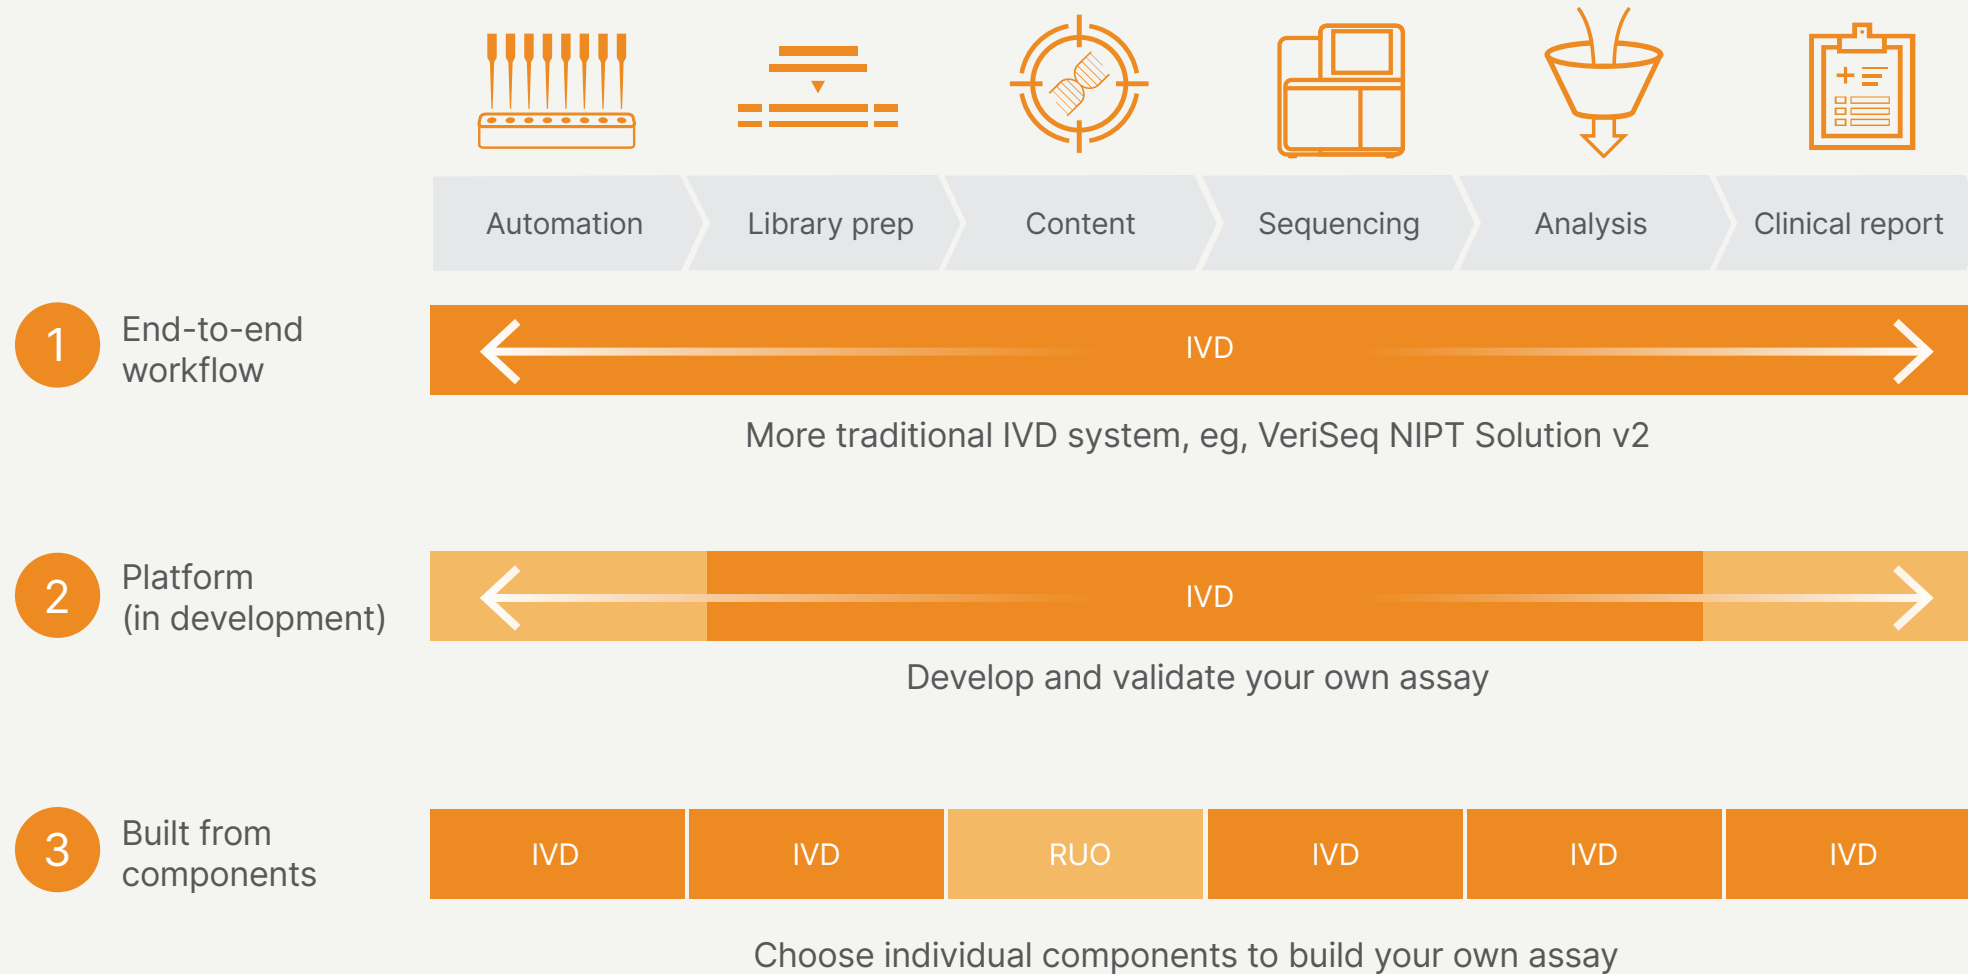 Automation
Library prep
Content
Sequencing
Analysis
Clinical report
1
End-to-end
workflow
IVD
More traditional IVD system, eg, VeriSeq NIPT Solution v2
2
Platform
(in development)
IVD
Develop and validate your own assay
3
Built from
components
IVD
IVD
RUO
IVD
IVD
IVD
Choose individual components to build your own assay